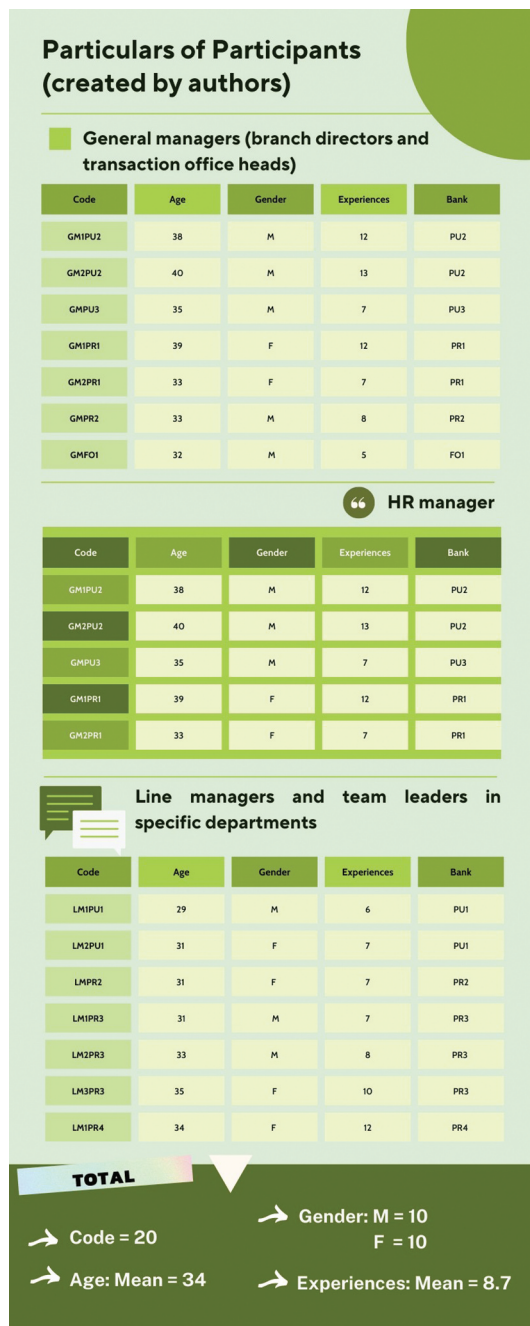 Particulars of Participants
(created by authors)
General managers (branch directors and
transaction office heads)
Code Age Gender Experiences Bank
GM1PU2 38 M 12 PU2
GM2PU2 40 M 13 PU2
GMPU3 35 M 7 PU3
GM1PR1 39 F 12 PR1
GM2PR1 33 F 7 PR1
GMPR2 33 M 8 PR2
GMFO1 32 M 5 FO1
HR manager
Code Age Gender Experiences Bank
GM1PU2 38 M 12 PU2
GM2PU2 40 M 13 PU2
GMPU3 35 M 7 PU3
GM1PR1 39 F 12 PR1
GM2PR1 33 F 7 PR1
Line managers and team leaders in
specific departments
Code Age Gender Experiences Bank
LM1PU1 29 M 6 PU1
LM2PU1 31 F 7 PU1
LMPR2 31 F 7 PR2
LM1PR3 31 M 7 PR3
LM2PR3 33 M 8 PR3
LM3PR3 35 F 10 PR3
LM1PR4 34 F 12 PR4
TOTAL
Code = 20
Age: Mean = 34
Gender: M = 10
F = 10
Experiences: Mean = 8.7